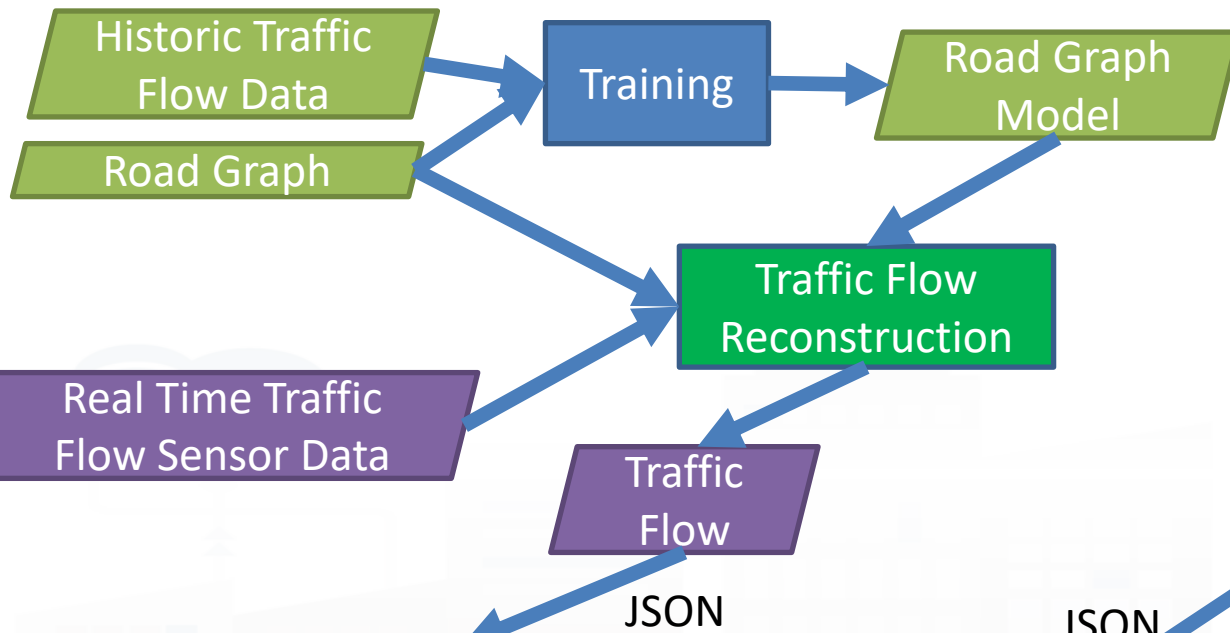 Historic Traffic
Flow Data
Training
Road Graph
Model
Road Graph
Traffic Flow
Reconstruction
Real Time Traffic
Flow Sensor Data
Traffic
Flow
JSON
JSON